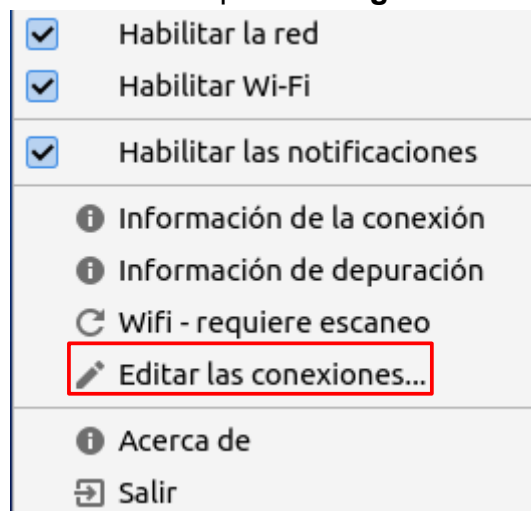 Habilitar la red
Habilitar Wi-Fi
Habilitar las notificaciones
Información de la conexión
Información de depuración
Wifi - requiere escaneo
Editar las conexiones...
Acerca de
Salir